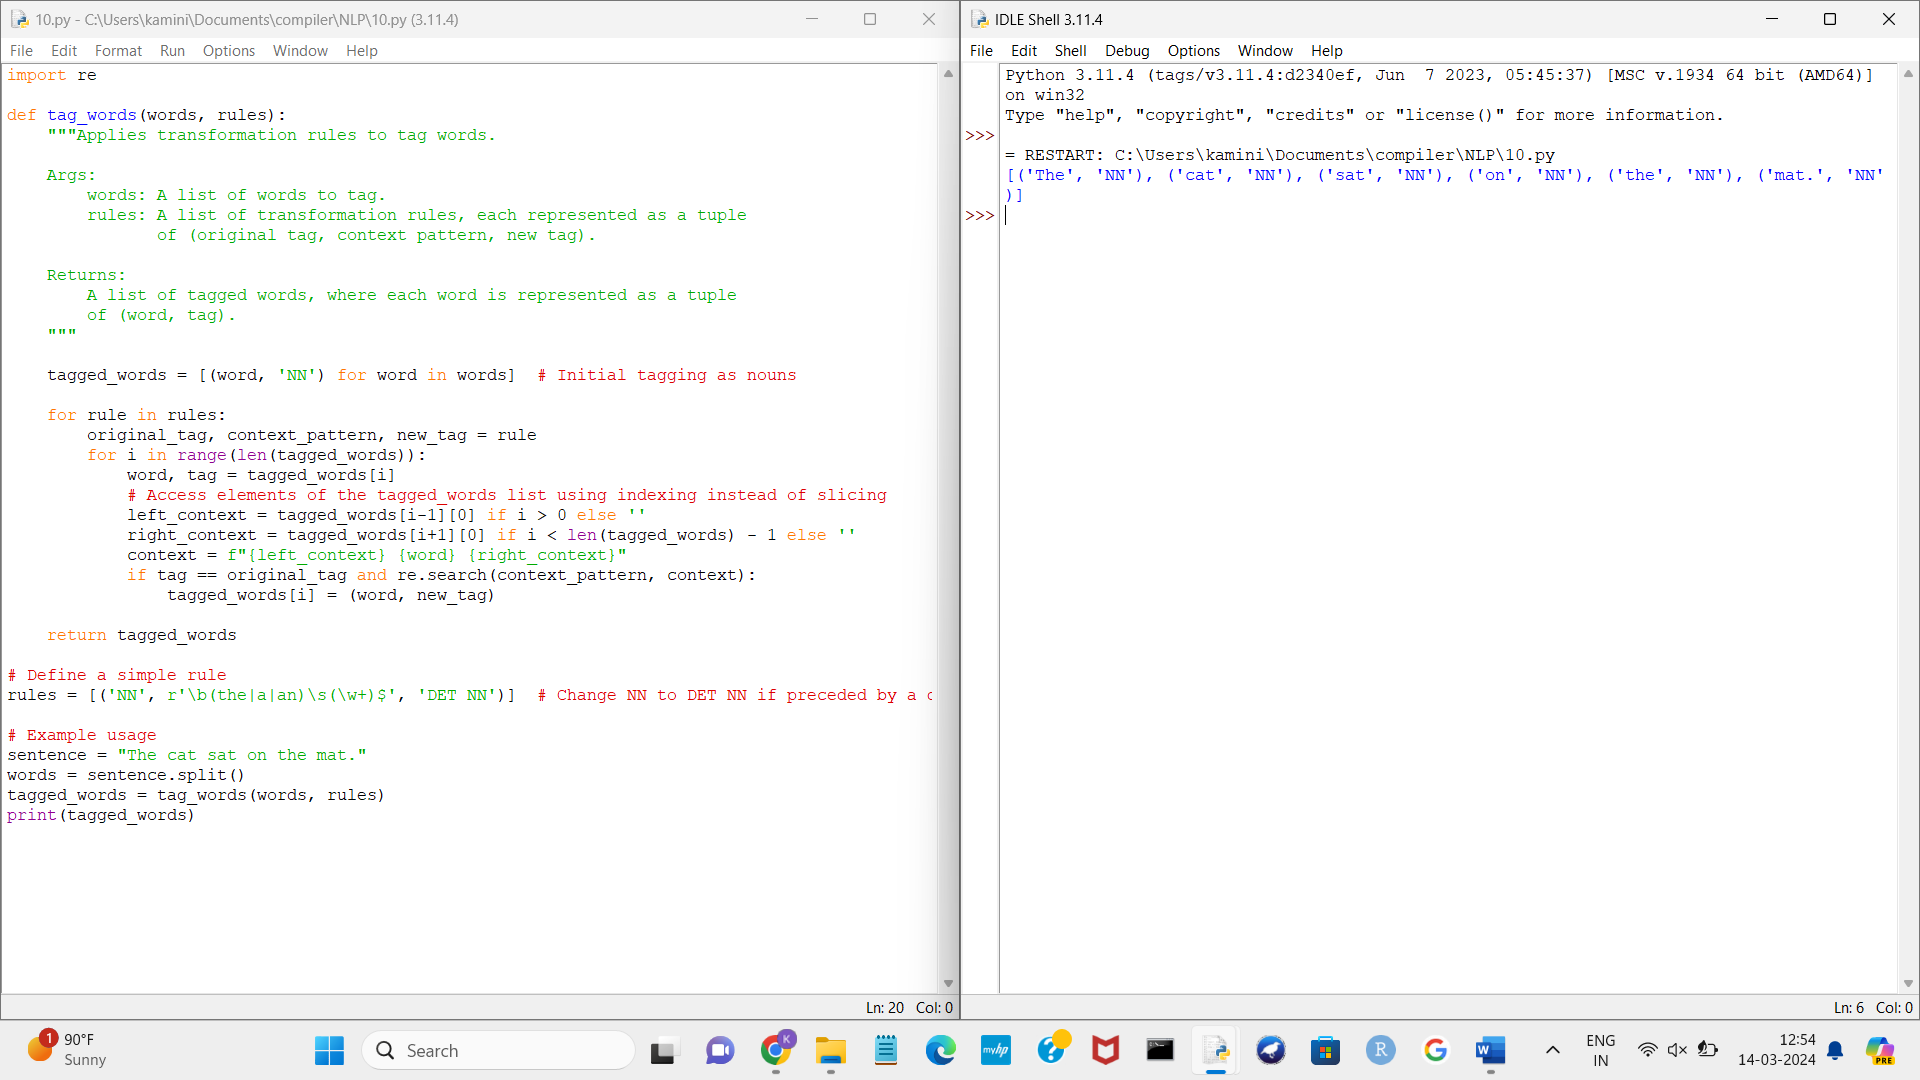 10.py - C:\Users\kamini\Documents\compiler\NLP\10.py (3.11.4)
File Edit Format Run Options Window Help
import re

def tag_words(words, rules):
    """Applies transformation rules to tag words.

    Args:
        words: A list of words to tag.
        rules: A list of transformation rules, each represented as a tuple
               of (original tag, context pattern, new tag).

    Returns:
        A list of tagged words, where each word is represented as a tuple
        of (word, tag).
    """

    tagged_words = [(word, 'NN') for word in words]  # Initial tagging as nouns

    for rule in rules:
        original_tag, context_pattern, new_tag = rule
        for i in range(len(tagged_words)):
            word, tag = tagged_words[i]
            # Access elements of the tagged_words list using indexing instead of slicing
            left_context = tagged_words[i-1][0] if i > 0 else ''
            right_context = tagged_words[i+1][0] if i < len(tagged_words) - 1 else ''
            context = f"{left_context} {word} {right_context}"
            if tag == original_tag and re.search(context_pattern, context):
                tagged_words[i] = (word, new_tag)

    return tagged_words

# Define a simple rule
rules = [('NN', r'\b(the|a|an)\s(\w+)$', 'DET NN')]  # Change NN to DET NN if preceded by a

# Example usage
sentence = "The cat sat on the mat."
words = sentence.split()
tagged_words = tag_words(words, rules)
print(tagged_words)
Ln: 20 Col: 0
IDLE Shell 3.11.4
File Edit Shell Debug Options Window Help
Python 3.11.4 (tags/v3.11.4:d2340ef, Jun  7 2023, 05:45:37) [MSC v.1934 64 bit (AMD64)]
on win32
Type "help", "copyright", "credits" or "license()" for more information.
>>>
= RESTART: C:\Users\kamini\Documents\compiler\NLP\10.py
[('The', 'NN'), ('cat', 'NN'), ('sat', 'NN'), ('on', 'NN'), ('the', 'NN'), ('mat.', 'NN'
)]
>>>
Ln: 6 Col: 0
1
90°F
Sunny
Search
K
myhp
?
R
G
W
ENG
IN
12:54
14-03-2024
PRE